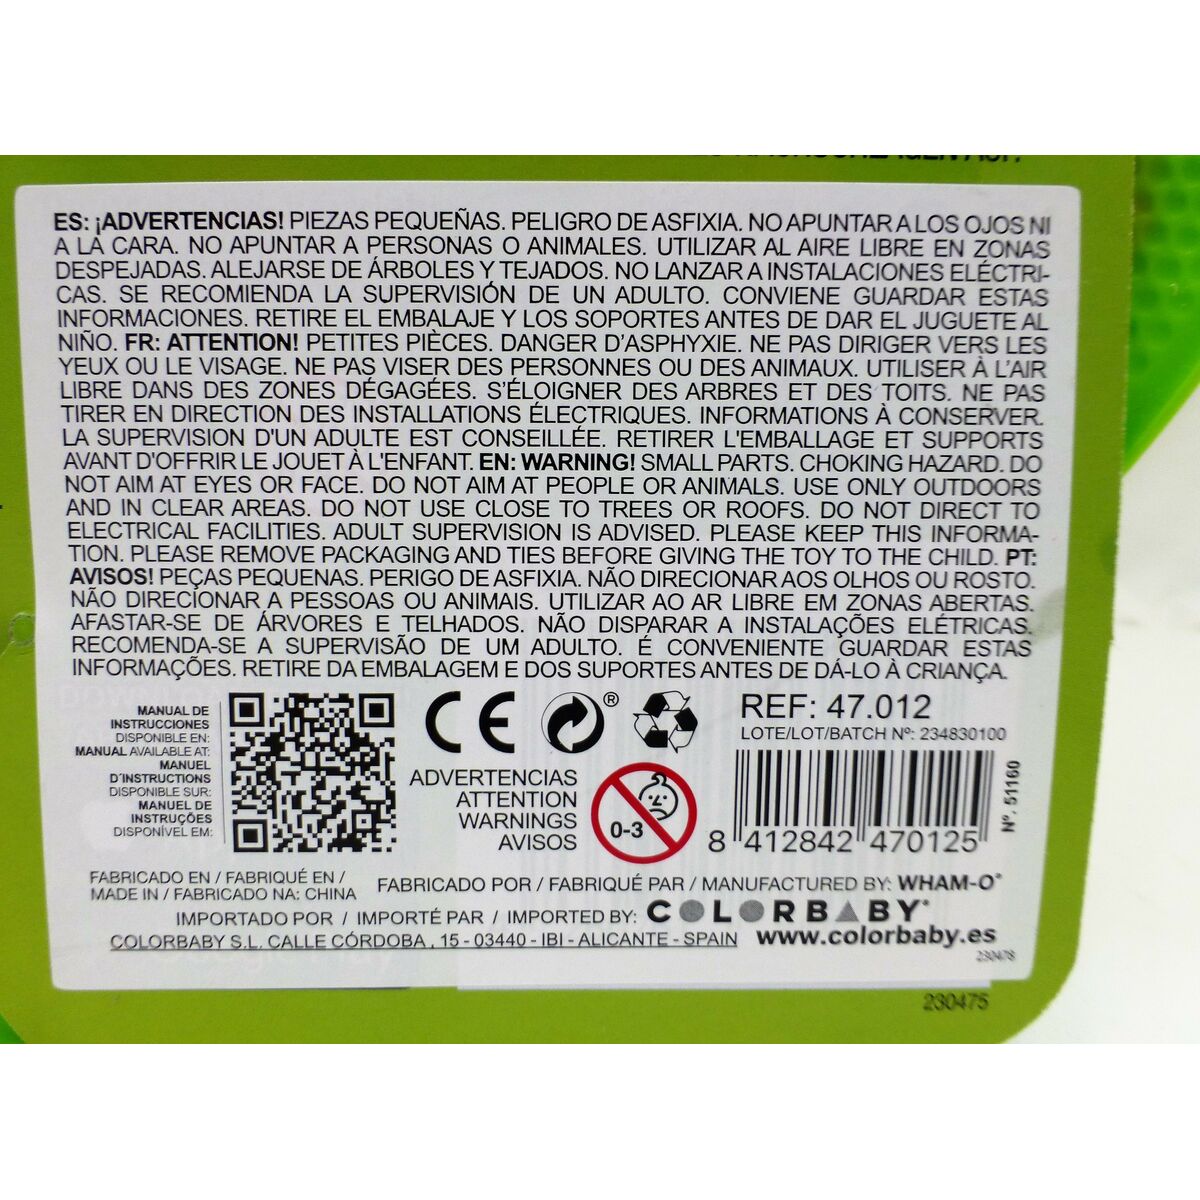 ES: ¡ADVERTENCIAS! PIEZAS PEQUEÑAS. PELIGRO DE ASFIXIA. NO APUNTAR A LOS OJOS NI
A LA CARA. NO APUNTAR A PERSONAS O ANIMALES. UTILIZAR AL AIRE LIBRE EN ZONAS
DESPEJADAS. ALEJARSE DE ÁRBOLES Y TEJADOS. NO LANZAR A INSTALACIONES ELÉCTRI-
CAS. SE RECOMIENDA LA SUPERVISIÓN DE UN ADULTO. CONVIENE GUARDAR ESTAS
INFORMACIONES. RETIRE EL EMBALAJE Y LOS SOPORTES ANTES DE DAR EL JUGUETE AL
NIÑO. FR: ATTENTION! PETITES PIÈCES. DANGER D'ASPHYXIE. NE PAS DIRIGER VERS LES
YEUX OU LE VISAGE. NE PAS VISER DES PERSONNES OU DES ANIMAUX. UTILISER À L'AIR
LIBRE DANS DES ZONES DÉGAGÉES. S'ÉLOIGNER DES ARBRES ET DES TOITS. NE PAS
TIRER EN DIRECTION DES INSTALLATIONS ÉLECTRIQUES. INFORMATIONS À CONSERVER.
LA SUPERVISION D'UN ADULTE EST CONSEILLÉE. RETIRER L'EMBALLAGE ET SUPPORTS
AVANT D'OFFRIR LE JOUET À L'ENFANT. EN: WARNING! SMALL PARTS. CHOKING HAZARD. DO
NOT AIM AT EYES OR FACE. DO NOT AIM AT PEOPLE OR ANIMALS. USE ONLY OUTDOORS
AND IN CLEAR AREAS. DO NOT USE CLOSE TO TREES OR ROOFS. DO NOT DIRECT TO
ELECTRICAL FACILITIES. ADULT SUPERVISION IS ADVISED. PLEASE KEEP THIS INFORMA-
TION. PLEASE REMOVE PACKAGING AND TIES BEFORE GIVING THE TOY TO THE CHILD. PT:
AVISOS! PEÇAS PEQUENAS. PERIGO DE ASFIXIA. NÃO DIRECIONAR AOS OLHOS OU ROSTO.
NÃO DIRECIONAR A PESSOAS OU ANIMAIS. UTILIZAR AO AR LIBRE EM ZONAS ABERTAS.
AFASTAR-SE DE ÁRVORES E TELHADOS. NÃO DISPARAR A INSTALAÇÕES ELÉTRICAS.
RECOMENDA-SE A SUPERVISÃO DE UM ADULTO. É CONVENIENTE GUARDAR ESTAS
INFORMAÇÕES. RETIRE DA EMBALAGEM E DOS SUPORTES ANTES DE DÁ-LO À CRIANÇA.
MANUAL DE
INSTRUCCIONES
DISPONIBLE EN:
MANUAL AVAILABLE AT:
MANUEL
D'INSTRUCTIONS
DISPONIBLE SUR:
MANUEL DE
INSTRUÇÕES
DISPONÍVEL EM:
CE
®
REF: 47.012
LOTE/LOT/BATCH Nº: 234830100
ADVERTENCIAS
ATTENTION
WARNINGS
AVISOS
0-3
8 412842 470125
Nº. 51160
FABRICADO EN / FABRIQUÉ EN /
MADE IN / FABRICADO NA: CHINA
FABRICADO POR / FABRIQUÉ PAR / MANUFACTURED BY: WHAM-O®
IMPORTADO POR / IMPORTÉ PAR / IMPORTED BY: COLORBABY®
COLORBABY S.L. CALLE CÓRDOBA , 15 - 03440 - IBI - ALICANTE - SPAIN www.colorbaby.es
230478
230475